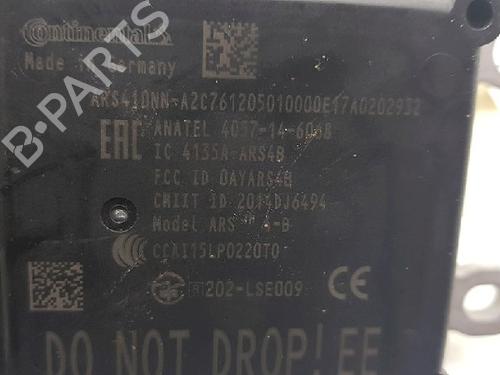 Continental
Made in Germany
ARS410NN-A2C761205010000E17A0202932
EAC
ANATEL 4057-14-6048
IC 4135A-ARS4B
FCC ID OAYARS4B
CMIIT ID 2014DJ6494
Model ARS 4-B
CCAI15LP0220T0
R 202-LSE009 CE
DO NOT DROP! EE
B-PARTS